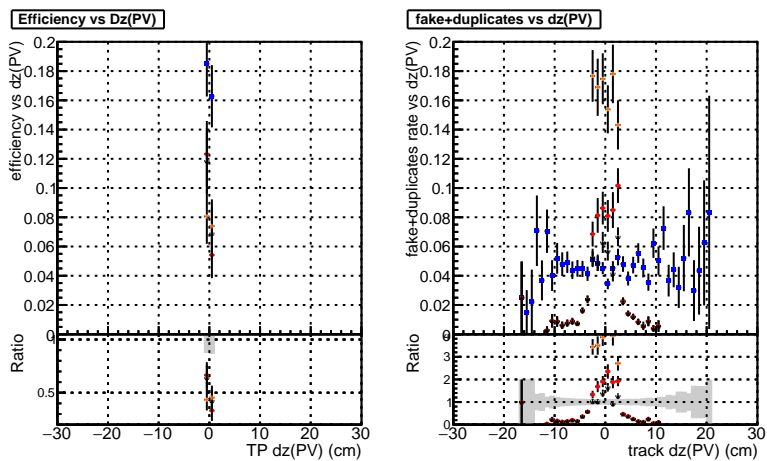 Efficiency vs Dz(PV)
efficiency vs dz(PV)
0.2
0.18
0.16
0.14
0.12
0.1
0.08
0.06
0.04
0.02
0
Ratio
1
0.5
−30 −20 −10 0 10 20 30
TP dz(PV) (cm)
fake+duplicates vs dz(PV)
fake+duplicates rate vs dz(PV)
0.2
0.18
0.16
0.14
0.12
0.1
0.08
0.06
0.04
0.02
0
Ratio
3
2
1
0
−30 −20 −10 0 10 20 30
track dz(PV) (cm)